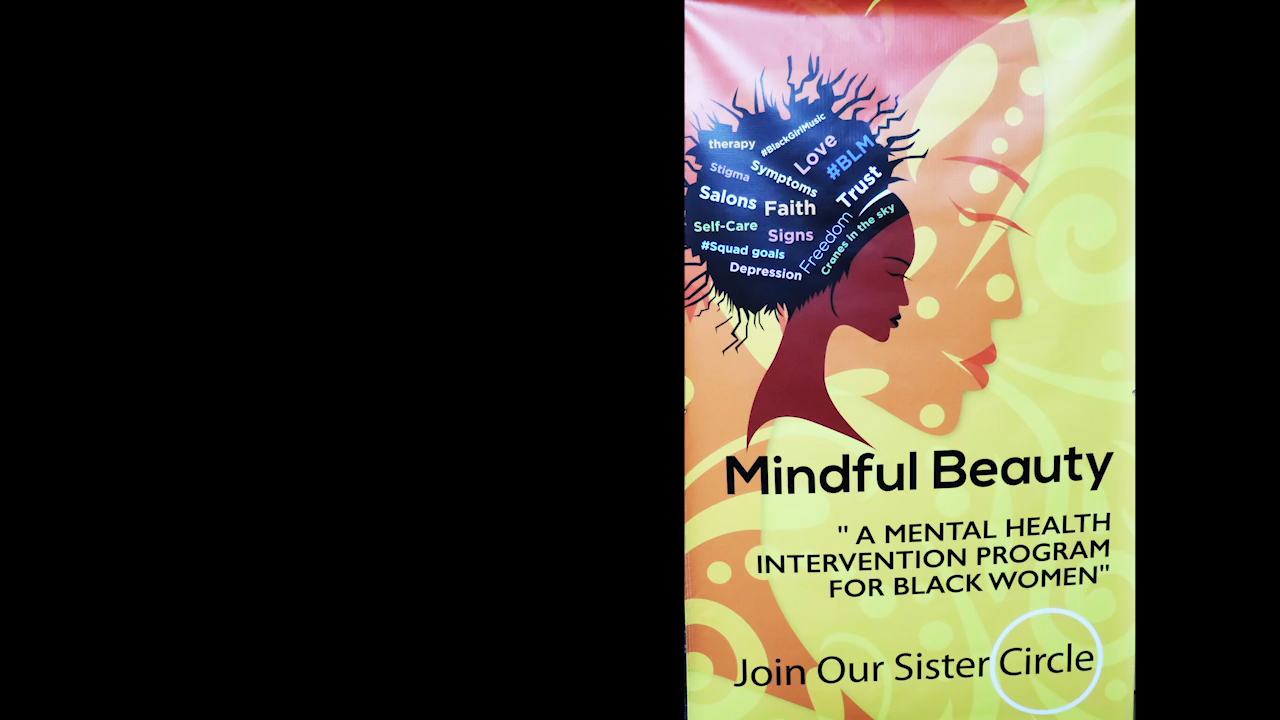 therapy
#BlackGirlMusic
Love
#BLM
Stigma
Symptoms
Trust
Salons
Faith
Self-Care
Signs
Freedom
Cranes in the sky
#Squad goals
Depression
Mindful Beauty
" A MENTAL HEALTH
INTERVENTION PROGRAM
FOR BLACK WOMEN"
Join Our Sister Circle